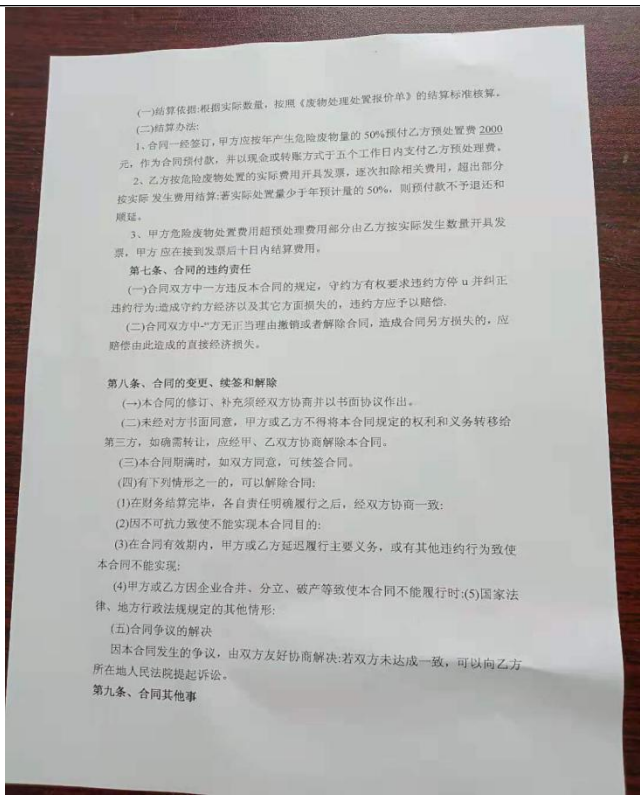 (一)结算依据:根据实际数量，按照《废物处理处置报价单》的结算标准核算。
(二)结算办法:
1、合同一经签订，甲方应按年产生危险废物量的 50%预付乙方预处置费 2000
元，作为合同预付款，并以现金或转账方式于五个工作日内支付乙方预处理费。
2、乙方按危险废物处置的实际费用开具发票，逐次扣除相关费用，超出部分
按实际 发生费用结算:若实际处置量少于年预计量的 50%，则预付款不予退还和
顺延。
3、甲方危险废物处置费用超预处理费用部分由乙方按实际发生数量开具发
票，甲方 应在接到发票后十日内结算费用。
第七条、合同的违约责任
(一)合同双方中一方违反本合同的规定，守约方有权要求违约方停 u 并纠正
违约行为:造成守约方经济以及其它方面损失的，违约方应予以赔偿.
(二)合同双方中-"方无正当理由撤销或者解除合同，造成合同另方损失的，应
赔偿由此造成的直接经济损失。
第八条、合同的变更、续签和解除
(→)本合同的修订、补充须经双方协商并以书面协议作出。
(二)未经对方书面同意，甲方或乙方不得将本合同规定的权利和义务转移给
第三方，如确需转让，应经甲、乙双方协商解除本合同。
(三)本合同期满时，如双方同意，可续签合同。
(四)有下列情形之一的，可以解除合同:
(1)在财务结算完毕，各自责任明确履行之后，经双方协商一致:
(2)因不可抗力致使不能实现本合同目的:
(3)在合同有效期内，甲方或乙方延迟履行主要义务，或有其他违约行为致使
本合同不能实现:
(4)甲方或乙方因企业合并、分立、破产等致使本合同不能履行时:(5)国家法
律、地方行政法规规定的其他情形:
(五)合同争议的解决
因本合同发生的争议，由双方友好协商解决:若双方未达成一致，可以向乙方
所在地人民法院提起诉讼。
第九条、合同其他事